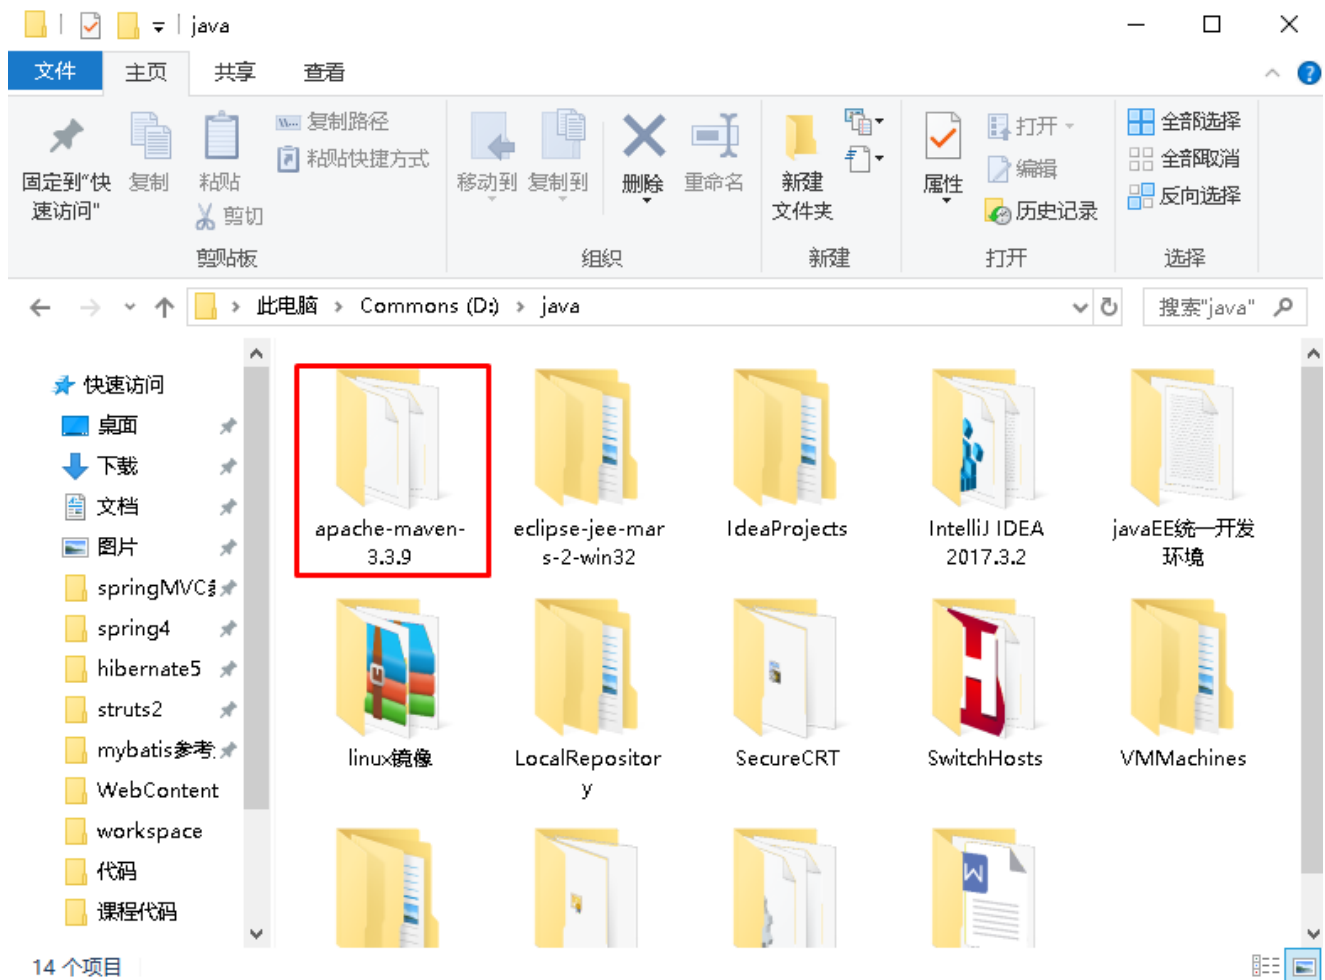 java
文件 主页 共享 查看
固定到"快
速访问"
复制
粘贴
复制路径
粘贴快捷方式
剪切
移动到 复制到 删除 重命名
新建
文件夹
属性
打开
编辑
历史记录
全部选择
全部取消
反向选择
剪贴板 组织 新建 打开 选择
此电脑 > Commons (D:) > java
搜索"java"
快速访问
桌面
下载
文档
图片
springMVC
spring4
hibernate5
struts2
mybatis参考
WebContent
workspace
代码
课程代码
apache-maven-
3.3.9
eclipse-jee-mar
s-2-win32
IdeaProjects
IntelliJ IDEA
2017.3.2
javaEE统一开发
环境
linux镜像
LocalRepositor
y
SecureCRT
SwitchHosts
VMMachines
14 个项目